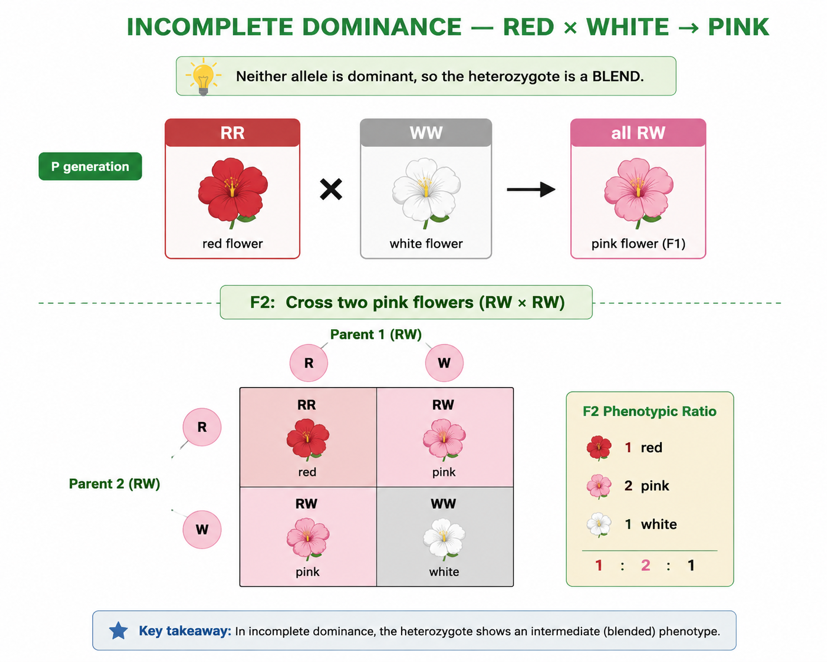 INCOMPLETE DOMINANCE — RED × WHITE → PINK
Neither allele is dominant, so the heterozygote is a BLEND.
P generation
RR
red flower
WW
white flower
all RW
pink flower (F1)
F2: Cross two pink flowers (RW × RW)
Parent 1 (RW)
R
W
Parent 2 (RW)
R
W
RR
red
RW
pink
RW
pink
WW
white
F2 Phenotypic Ratio
1 red
2 pink
1 white
1 : 2 : 1
Key takeaway: In incomplete dominance, the heterozygote shows an intermediate (blended) phenotype.